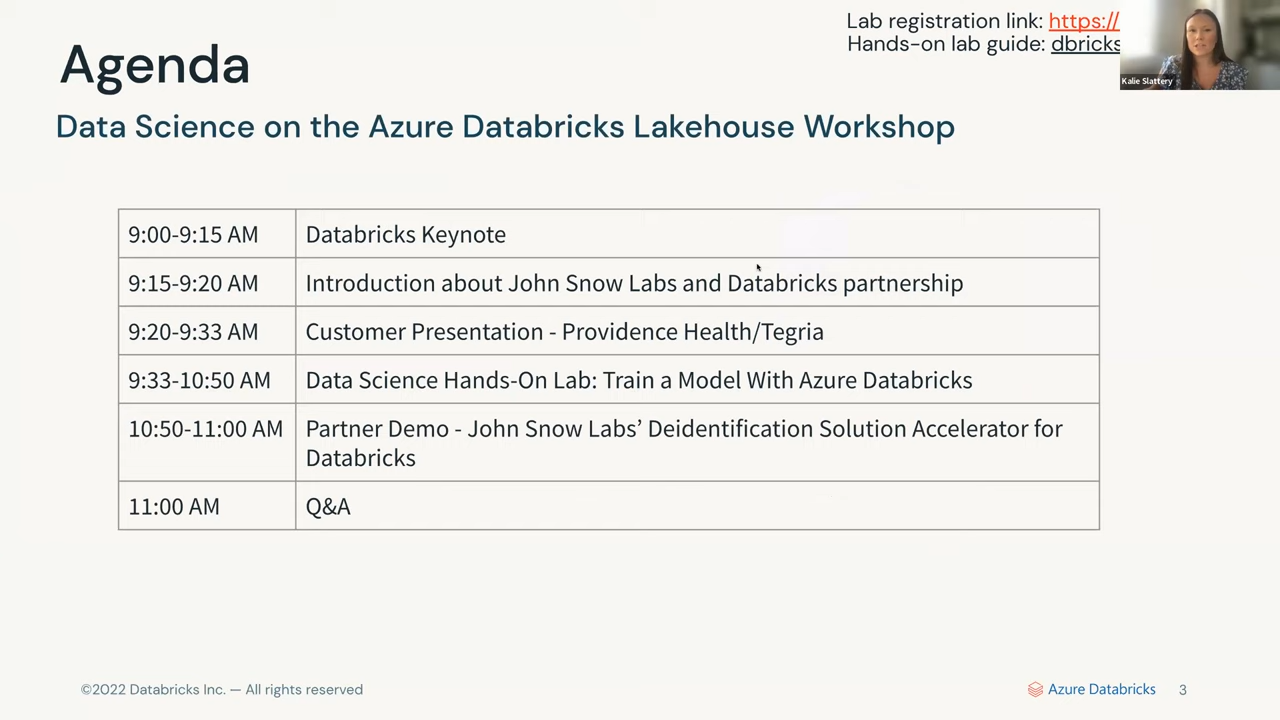 Lab registration link: https://
Hands-on lab guide: dbricks
Kalie Slattery
Agenda
Data Science on the Azure Databricks Lakehouse Workshop
9:00-9:15 AM Databricks Keynote
9:15-9:20 AM Introduction about John Snow Labs and Databricks partnership
9:20-9:33 AM Customer Presentation - Providence Health/Tegria
9:33-10:50 AM Data Science Hands-On Lab: Train a Model With Azure Databricks
10:50-11:00 AM Partner Demo - John Snow Labs’ Deidentification Solution Accelerator for
Databricks
11:00 AM Q&A
©2022 Databricks Inc. — All rights reserved
Azure Databricks 3